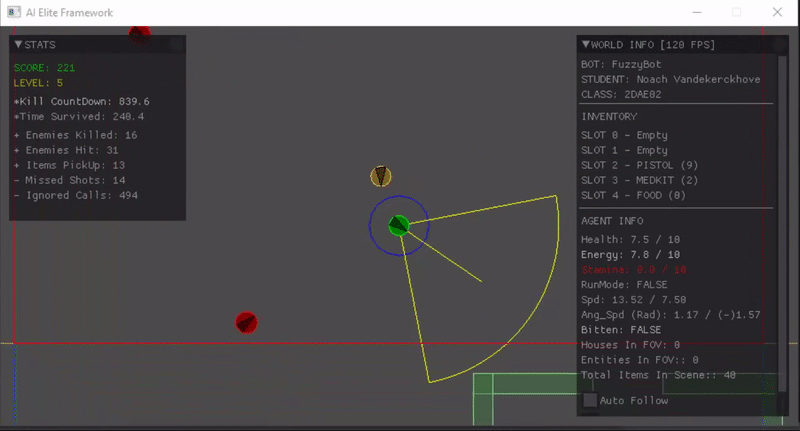 AI Elite Framework
▼STATS
SCORE: 221
LEVEL: 5
*Kill CountDown: 839.6
*Time Survived: 240.4
+ Enemies Killed: 16
+ Enemies Hit: 31
+ Items PickUp: 13
- Missed Shots: 14
- Ignored Calls: 494
▼WORLD INFO [120 FPS]
BOT: FuzzyBot
STUDENT: Noach Vandekerckhove
CLASS: 2DAE02
INVENTORY
SLOT 0 - Empty
SLOT 1 - Empty
SLOT 2 - PISTOL (9)
SLOT 3 - MEDKIT (2)
SLOT 4 - FOOD (0)
AGENT INFO
Health: 7.5 / 10
Energy: 7.8 / 10
Stamina: 0.0 / 10
RunMode: FALSE
Spd: 13.52 / 7.50
Ang_Spd (Rad): 1.17 / (-)1.57
Bitten: FALSE
Houses In FOV: 0
Entities In FOV:: 0
Total Items In Scene:: 40
Auto Follow